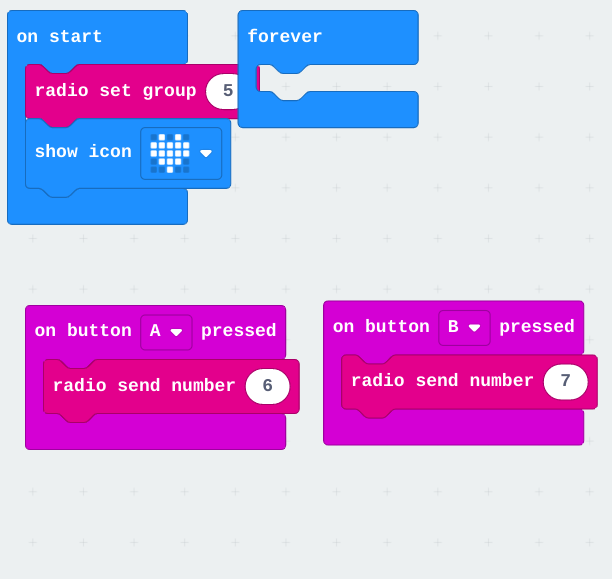 on start
radio set group 5
show icon
forever
on button A pressed
radio send number 6
on button B pressed
radio send number 7